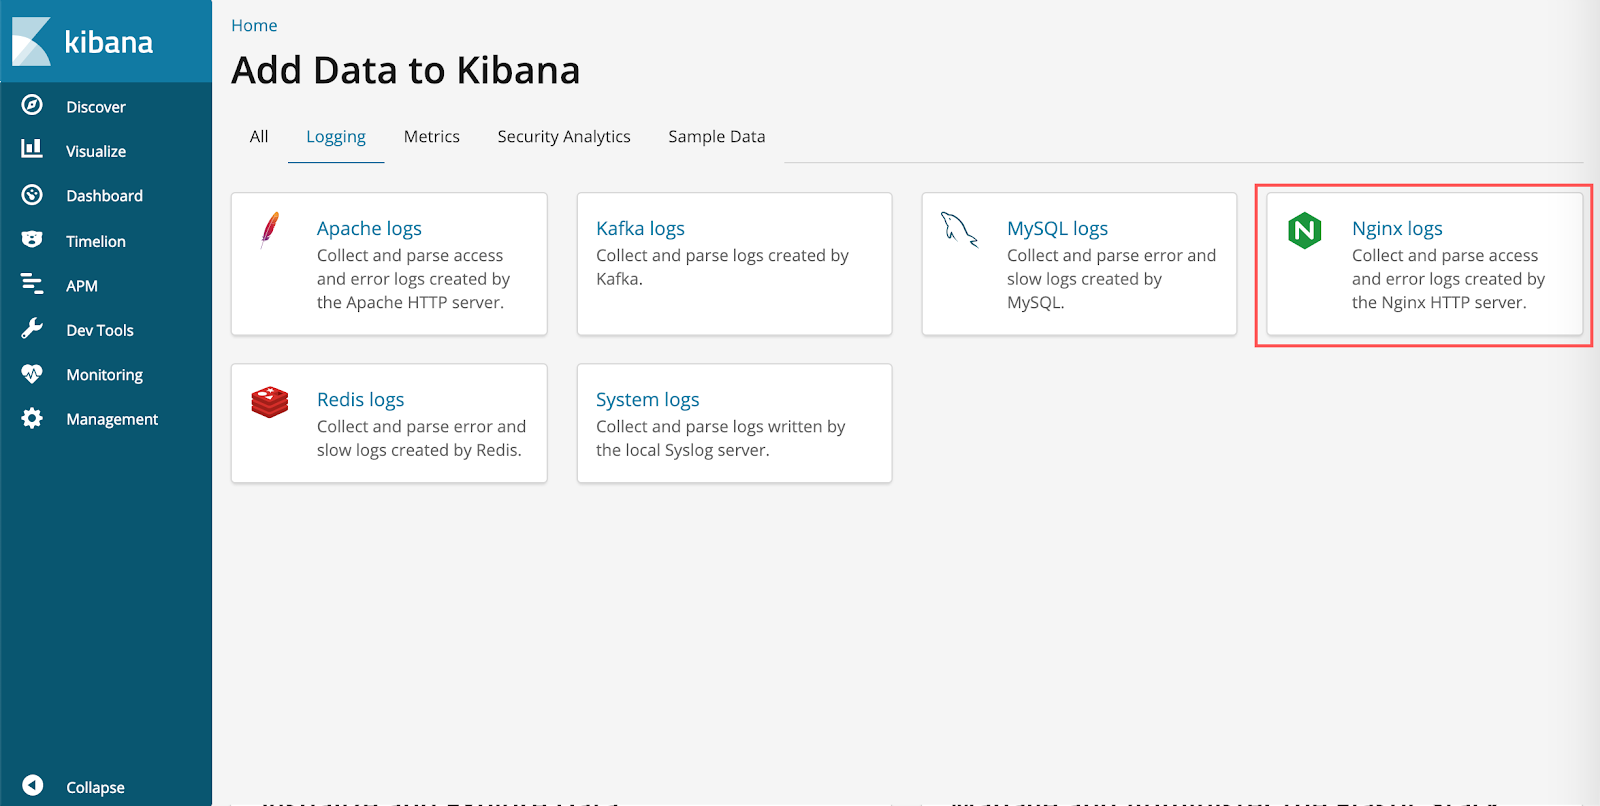 kibana
Discover
Visualize
Dashboard
Timelion
APM
Dev Tools
Monitoring
Management
Collapse
Home
Add Data to Kibana
All Logging Metrics Security Analytics Sample Data
Apache logs
Collect and parse access
and error logs created by
the Apache HTTP server.
Kafka logs
Collect and parse logs created by
Kafka.
MySQL logs
Collect and parse error and
slow logs created by
MySQL.
N
Nginx logs
Collect and parse access
and error logs created by
the Nginx HTTP server.
Redis logs
Collect and parse error and
slow logs created by Redis.
System logs
Collect and parse logs written by
the local Syslog server.